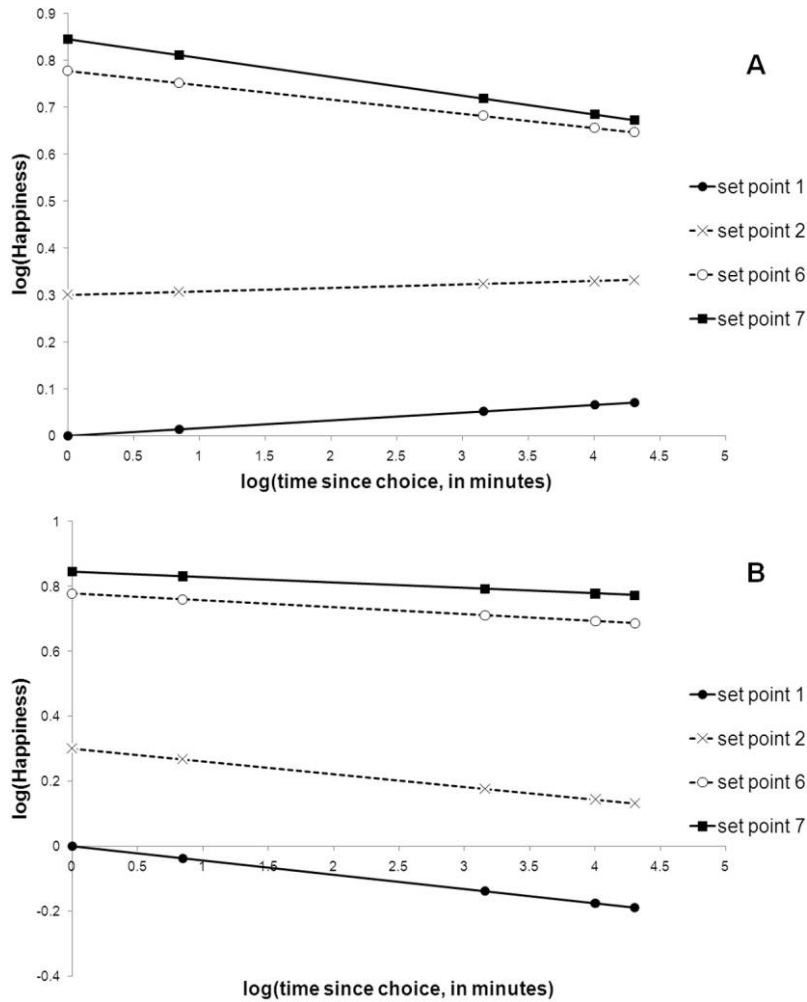 0.9
0.8
0.7
0.6
0.5
0.4
0.3
0.2
0.1
0
log(Happiness)
A
set point 1
set point 2
set point 6
set point 7
0 0.5 1 1.5 2 2.5 3 3.5 4 4.5 5
log(time since choice, in minutes)
1
0.8
0.6
0.4
0.2
0
-0.2
-0.4
log(Happiness)
B
set point 1
set point 2
set point 6
set point 7
0 0.5 1 1.5 2 2.5 3 3.5 4 4.5 5
log(time since choice, in minutes)